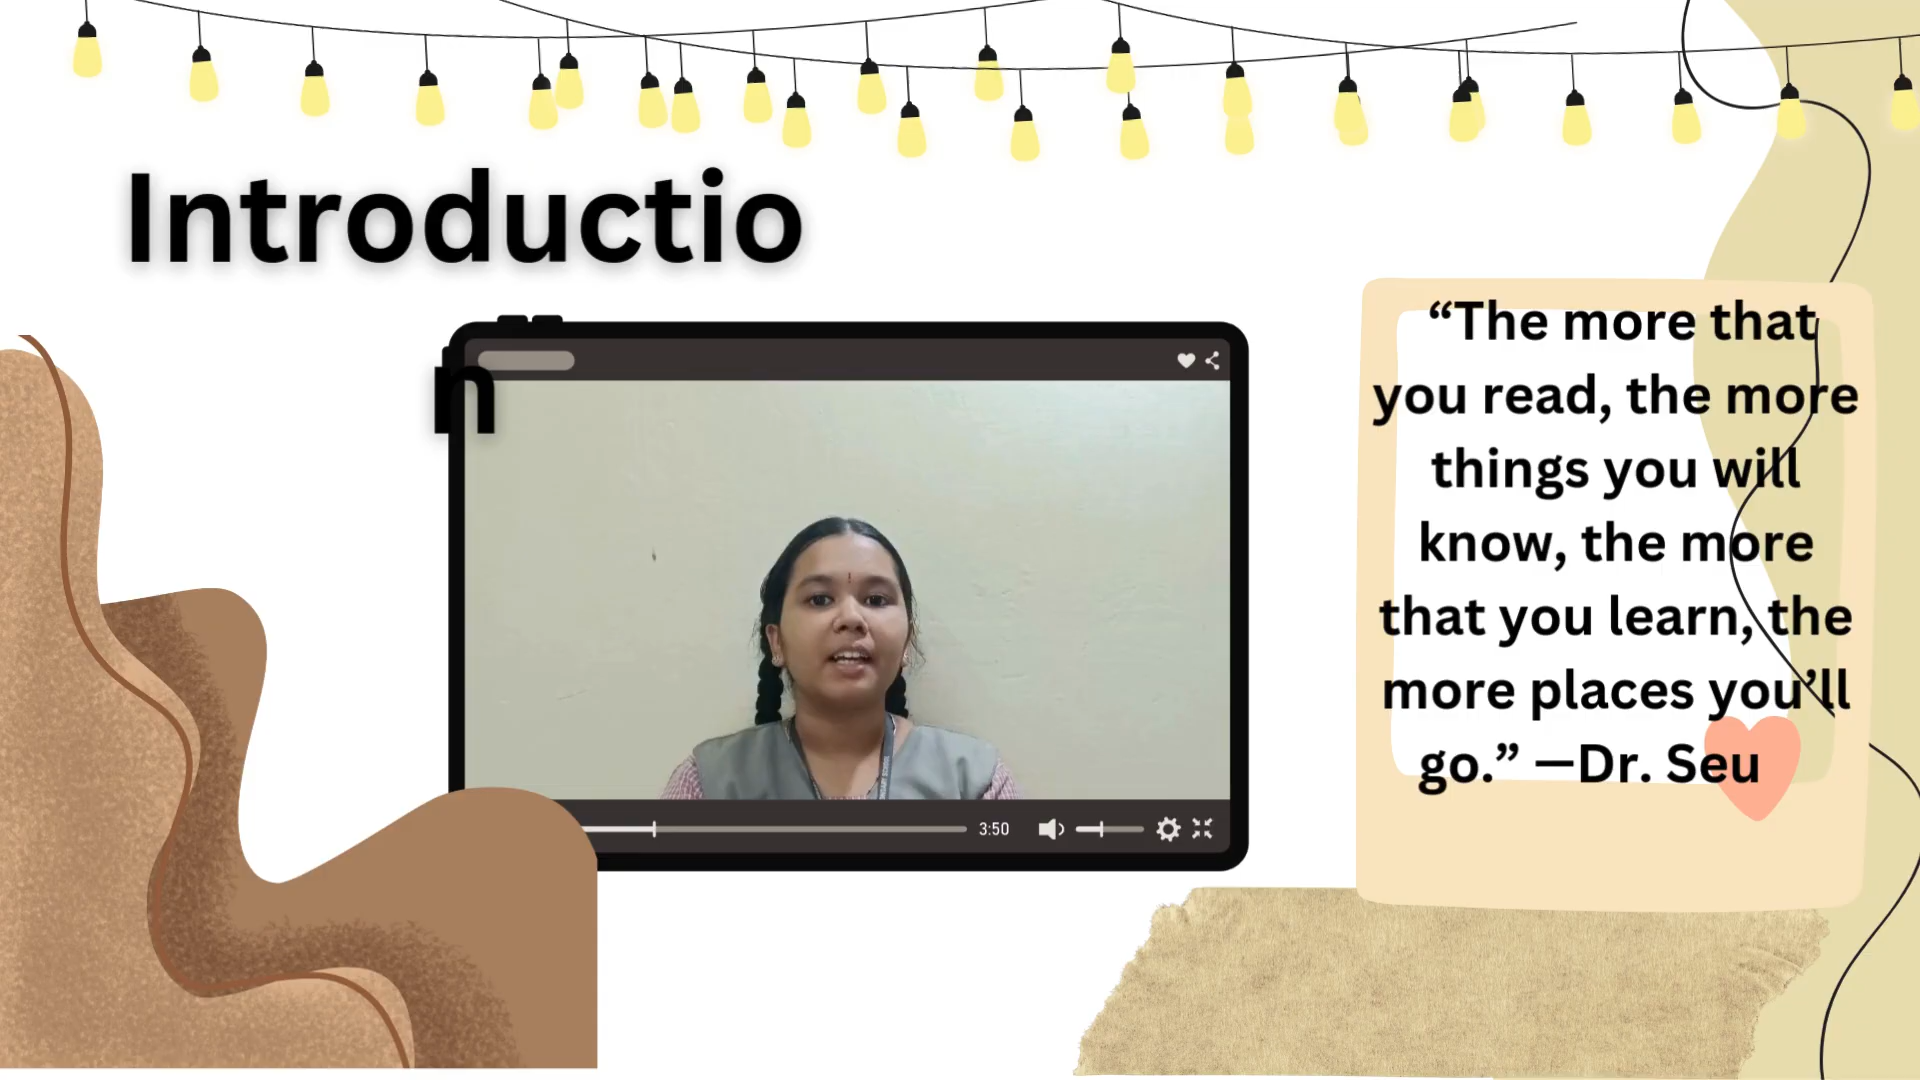 Introductio
n
“The more that
you read, the more
things you will
know, the more
that you learn, the
more places you’ll
go.” —Dr. Seu
3:50